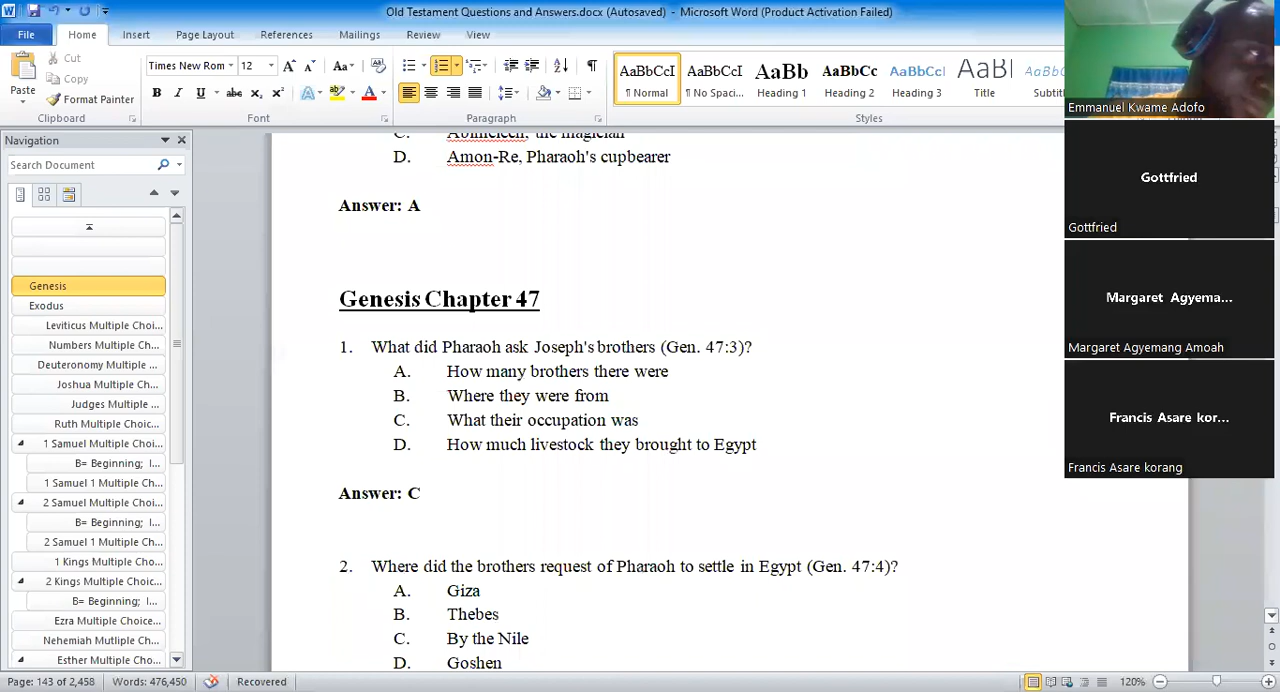 Old Testament Questions and Answers.docx (Autosaved) - Microsoft Word (Product Activation Failed)
File Home Insert Page Layout References Mailings Review View
Cut
Copy
Format Painter
Paste
Clipboard
Times New Rom 12
Font
Paragraph
AaBbCcI AaBbCcI AaBb AaBbCc AaBbCcI AaBl AaBbC
¶ Normal ¶ No Spaci... Heading 1 Heading 2 Heading 3 Title Subtitl
Styles
Navigation
Search Document
Genesis
Exodus
Leviticus Multiple Choi...
Numbers Multiple Ch...
Deuteronomy Multiple
Joshua Multiple Ch...
Judges Multiple ...
Ruth Multiple Choic...
1 Samuel Multiple Choi...
B= Beginning; I...
1 Samuel 1 Multiple Ch...
2 Samuel Multiple Choi...
B= Beginning; I...
2 Samuel 1 Multiple Ch...
1 Kings Multiple Cho...
2 Kings Multiple Choic...
B= Beginning; I...
Ezra Multiple Choice...
Nehemiah Mutliple Ch...
Esther Multiple Cho...
C. Abimelech, the magician
D. Amon-Re, Pharaoh's cupbearer
Answer: A
Genesis Chapter 47
1. What did Pharaoh ask Joseph's brothers (Gen. 47:3)?
A. How many brothers there were
B. Where they were from
C. What their occupation was
D. How much livestock they brought to Egypt
Answer: C
2. Where did the brothers request of Pharaoh to settle in Egypt (Gen. 47:4)?
A. Giza
B. Thebes
C. By the Nile
D. Goshen
Emmanuel Kwame Adofo
Gottfried
Gottfried
Margaret Agyema...
Margaret Agyemang Amoah
Francis Asare kor...
Francis Asare korang
Page: 143 of 2,458 Words: 476,450 Recovered 120%